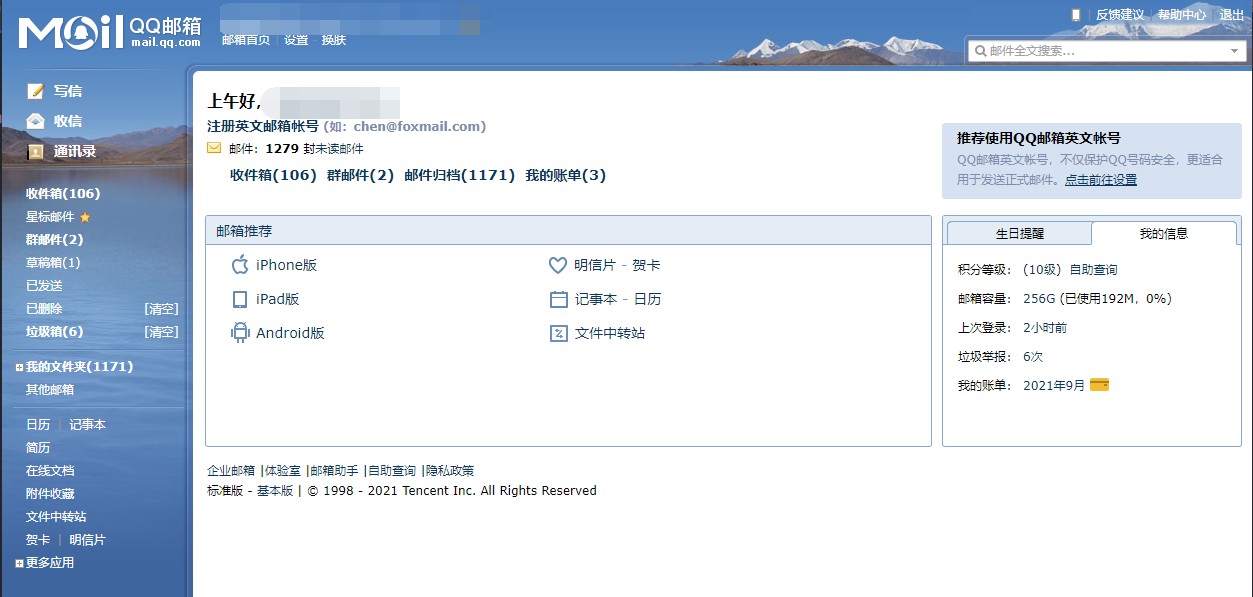 Mail QQ邮箱
mail.qq.com
邮箱首页 | 设置 - 换肤
反馈建议 | 帮助中心 | 退出
邮件全文搜索...
写信
收信
通讯录
收件箱(106)
星标邮件
群邮件(2)
草稿箱(1)
已发送
已删除 [清空]
垃圾箱(6) [清空]
我的文件夹(1171)
其他邮箱
日历 | 记事本
简历
在线文档
附件收藏
文件中转站
贺卡 | 明信片
更多应用
上午好,
注册英文邮箱帐号 (如: chen@foxmail.com)
邮件: 1279 封未读邮件
收件箱(106) 群邮件(2) 邮件归档(1171) 我的账单(3)
推荐使用QQ邮箱英文帐号
QQ邮箱英文帐号，不仅保护QQ号码安全，更适合
用于发送正式邮件。点击前往设置
邮箱推荐
iPhone版
明信片 - 贺卡
iPad版
记事本 - 日历
Android版
文件中转站
生日提醒
我的信息
积分等级: (10级) 自助查询
邮箱容量: 256G (已使用192M, 0%)
上次登录: 2小时前
垃圾举报: 6次
我的账单: 2021年9月
企业邮箱 |体验室 |邮箱助手 |自助查询 |隐私政策
标准版 - 基本版 | © 1998 - 2021 Tencent Inc. All Rights Reserved